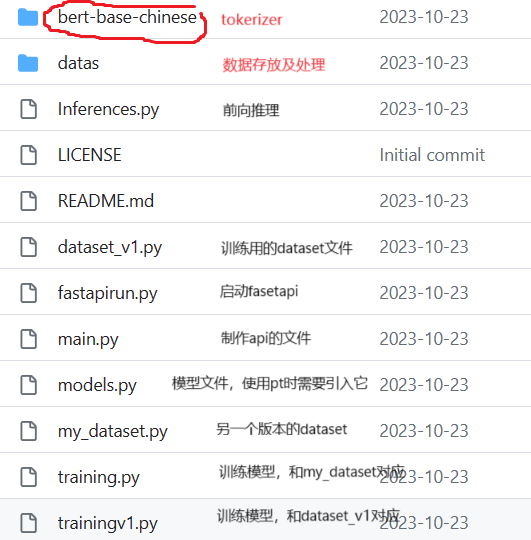 bert-base-chinese tokerizer 2023-10-23
datas 数据存放及处理 2023-10-23
Inferences.py 前向推理 2023-10-23
LICENSE Initial commit
README.md 2023-10-23
dataset_v1.py 训练用的dataset文件 2023-10-23
fastapirun.py 启动fasetapi 2023-10-23
main.py 制作api的文件 2023-10-23
models.py 模型文件，使用pt时需要引入它 2023-10-23
my_dataset.py 另一个版本的dataset 2023-10-23
training.py 训练模型，和my_dataset对应 2023-10-23
trainingv1.py 训练模型，和dataset_v1对应 2023-10-23